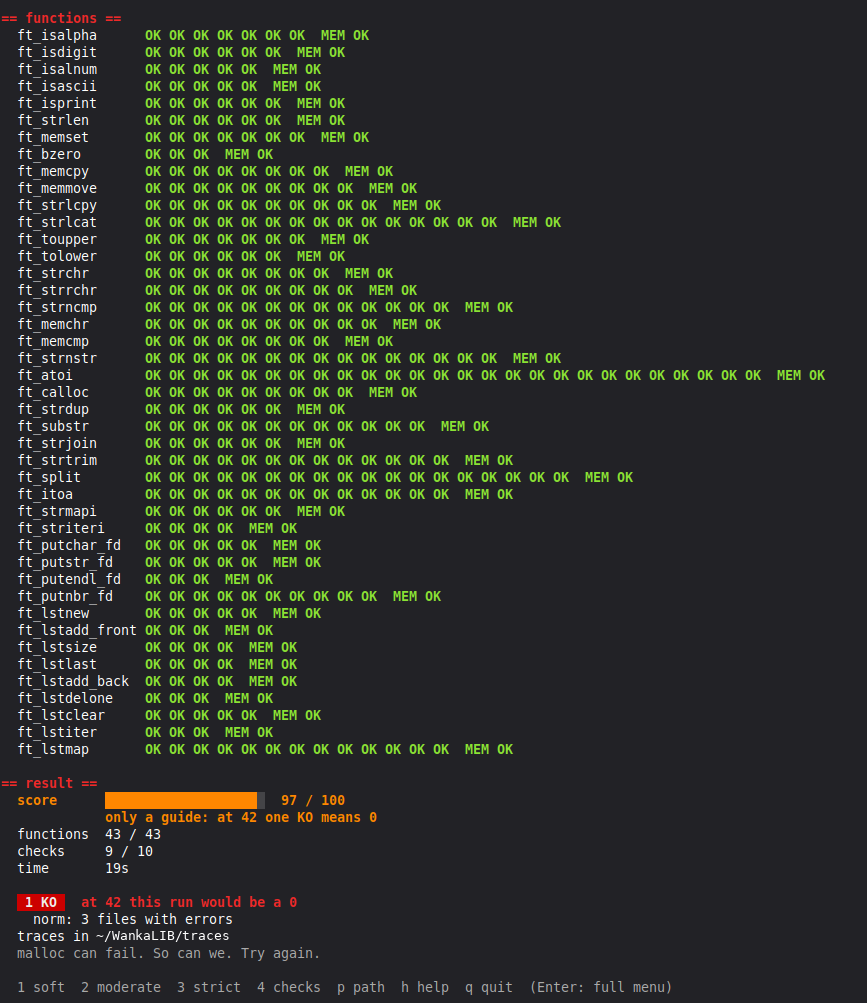 == functions ==
ft_isalpha OK OK OK OK OK OK OK MEM OK
ft_isdigit OK OK OK OK OK OK MEM OK
ft_isalnum OK OK OK OK OK MEM OK
ft_isascii OK OK OK OK OK MEM OK
ft_isprint OK OK OK OK OK OK MEM OK
ft_strlen OK OK OK OK OK OK MEM OK
ft_memset OK OK OK OK OK OK OK MEM OK
ft_bzero OK OK OK MEM OK
ft_memcpy OK OK OK OK OK OK OK OK MEM OK
ft_memmove OK OK OK OK OK OK OK OK OK MEM OK
ft_strlcpy OK OK OK OK OK OK OK OK OK OK MEM OK
ft_strlcat OK OK OK OK OK OK OK OK OK OK OK OK OK OK OK MEM OK
ft_toupper OK OK OK OK OK OK OK MEM OK
ft_tolower OK OK OK OK OK OK MEM OK
ft_strchr OK OK OK OK OK OK OK OK MEM OK
ft_strrchr OK OK OK OK OK OK OK OK OK MEM OK
ft_strncmp OK OK OK OK OK OK OK OK OK OK OK OK OK MEM OK
ft_memchr OK OK OK OK OK OK OK OK OK OK MEM OK
ft_memcmp OK OK OK OK OK OK OK OK MEM OK
ft_strnstr OK OK OK OK OK OK OK OK OK OK OK OK OK OK OK MEM OK
ft_atoi OK OK OK OK OK OK OK OK OK OK OK OK OK OK OK OK OK OK OK OK OK OK OK OK OK OK MEM OK
ft_calloc OK OK OK OK OK OK OK OK OK MEM OK
ft_strdup OK OK OK OK OK OK MEM OK
ft_substr OK OK OK OK OK OK OK OK OK OK OK OK MEM OK
ft_strjoin OK OK OK OK OK OK MEM OK
ft_strtrim OK OK OK OK OK OK OK OK OK OK OK OK OK MEM OK
ft_split OK OK OK OK OK OK OK OK OK OK OK OK OK OK OK OK OK OK MEM OK
ft_itoa OK OK OK OK OK OK OK OK OK OK OK OK OK MEM OK
ft_strmapi OK OK OK OK OK OK MEM OK
ft_striteri OK OK OK OK MEM OK
ft_putchar_fd OK OK OK OK OK MEM OK
ft_putstr_fd OK OK OK OK OK MEM OK
ft_putendl_fd OK OK OK MEM OK
ft_putnbr_fd OK OK OK OK OK OK OK OK OK OK MEM OK
ft_lstnew OK OK OK OK OK MEM OK
ft_lstadd_front OK OK OK MEM OK
ft_lstsize OK OK OK OK MEM OK
ft_lstlast OK OK OK OK MEM OK
ft_lstadd_back OK OK OK OK MEM OK
ft_lstdelone OK OK OK MEM OK
ft_lstclear OK OK OK OK OK MEM OK
ft_lstiter OK OK OK MEM OK
ft_lstmap OK OK OK OK OK OK OK OK OK OK OK OK OK MEM OK
== result ==
score 97 / 100
only a guide: at 42 one KO means 0
functions 43 / 43
checks 9 / 10
time 19s
1 KO at 42 this run would be a 0
norm: 3 files with errors
traces in ~/WankaLIB/traces
malloc can fail. So can we. Try again.
1 soft 2 moderate 3 strict 4 checks p path h help q quit (Enter: full menu)